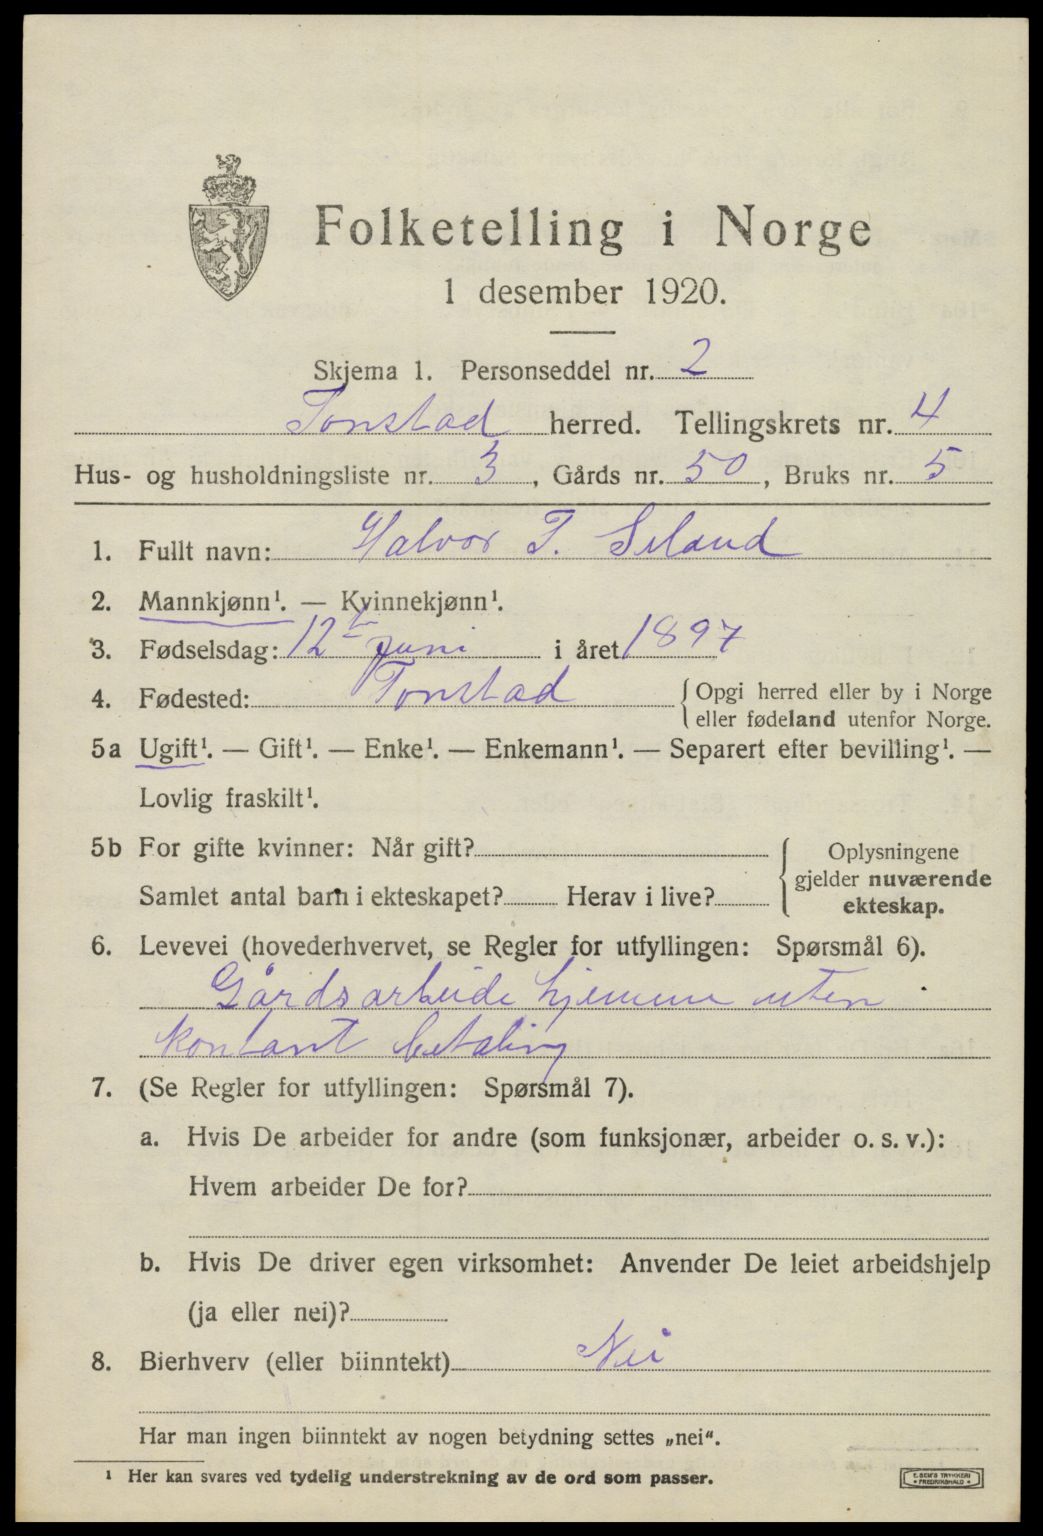 Folketelling i Norge
1 desember 1920.
Skjema 1. Personseddel nr. 2
Tonstad herred. Tellingskrets nr. 4
Hus- og husholdningsliste nr. 3, Gårds nr. 50, Bruks nr. 5
1. Fullt navn: Halvor T. Seland
2. Mannkjønn¹. — Kvinnekjønn¹.
3. Fødselsdag: 12te juni i året 1897
4. Fødested: Tonstad {Opgi herred eller by i Norge
eller fødeland utenfor Norge.
5a Ugift¹. — Gift¹. — Enke¹. — Enkemann¹. — Separert efter bevilling¹. —
Lovlig fraskilt¹.
5b For gifte kvinner: Når gift?
Samlet antal barn i ekteskapet? Herav i live?
{Oplysningene
gjelder nuværende
ekteskap.
6. Levevei (hovederhvervet, se Regler for utfyllingen: Spørsmål 6).
Gårdsarbeide hjemme uten
kontant betaling
7. (Se Regler for utfyllingen: Spørsmål 7).
a. Hvis De arbeider for andre (som funksjonær, arbeider o. s. v.):
Hvem arbeider De for?
b. Hvis De driver egen virksomhet: Anvender De leiet arbeidshjelp
(ja eller nei)?
8. Bierhverv (eller biinntekt) Nei
Har man ingen biinntekt av nogen betydning settes „nei“.
¹ Her kan svares ved tydelig understrekning av de ord som passer.
E. SEM'S TRYKKERI
• FREDRIKSHALD •